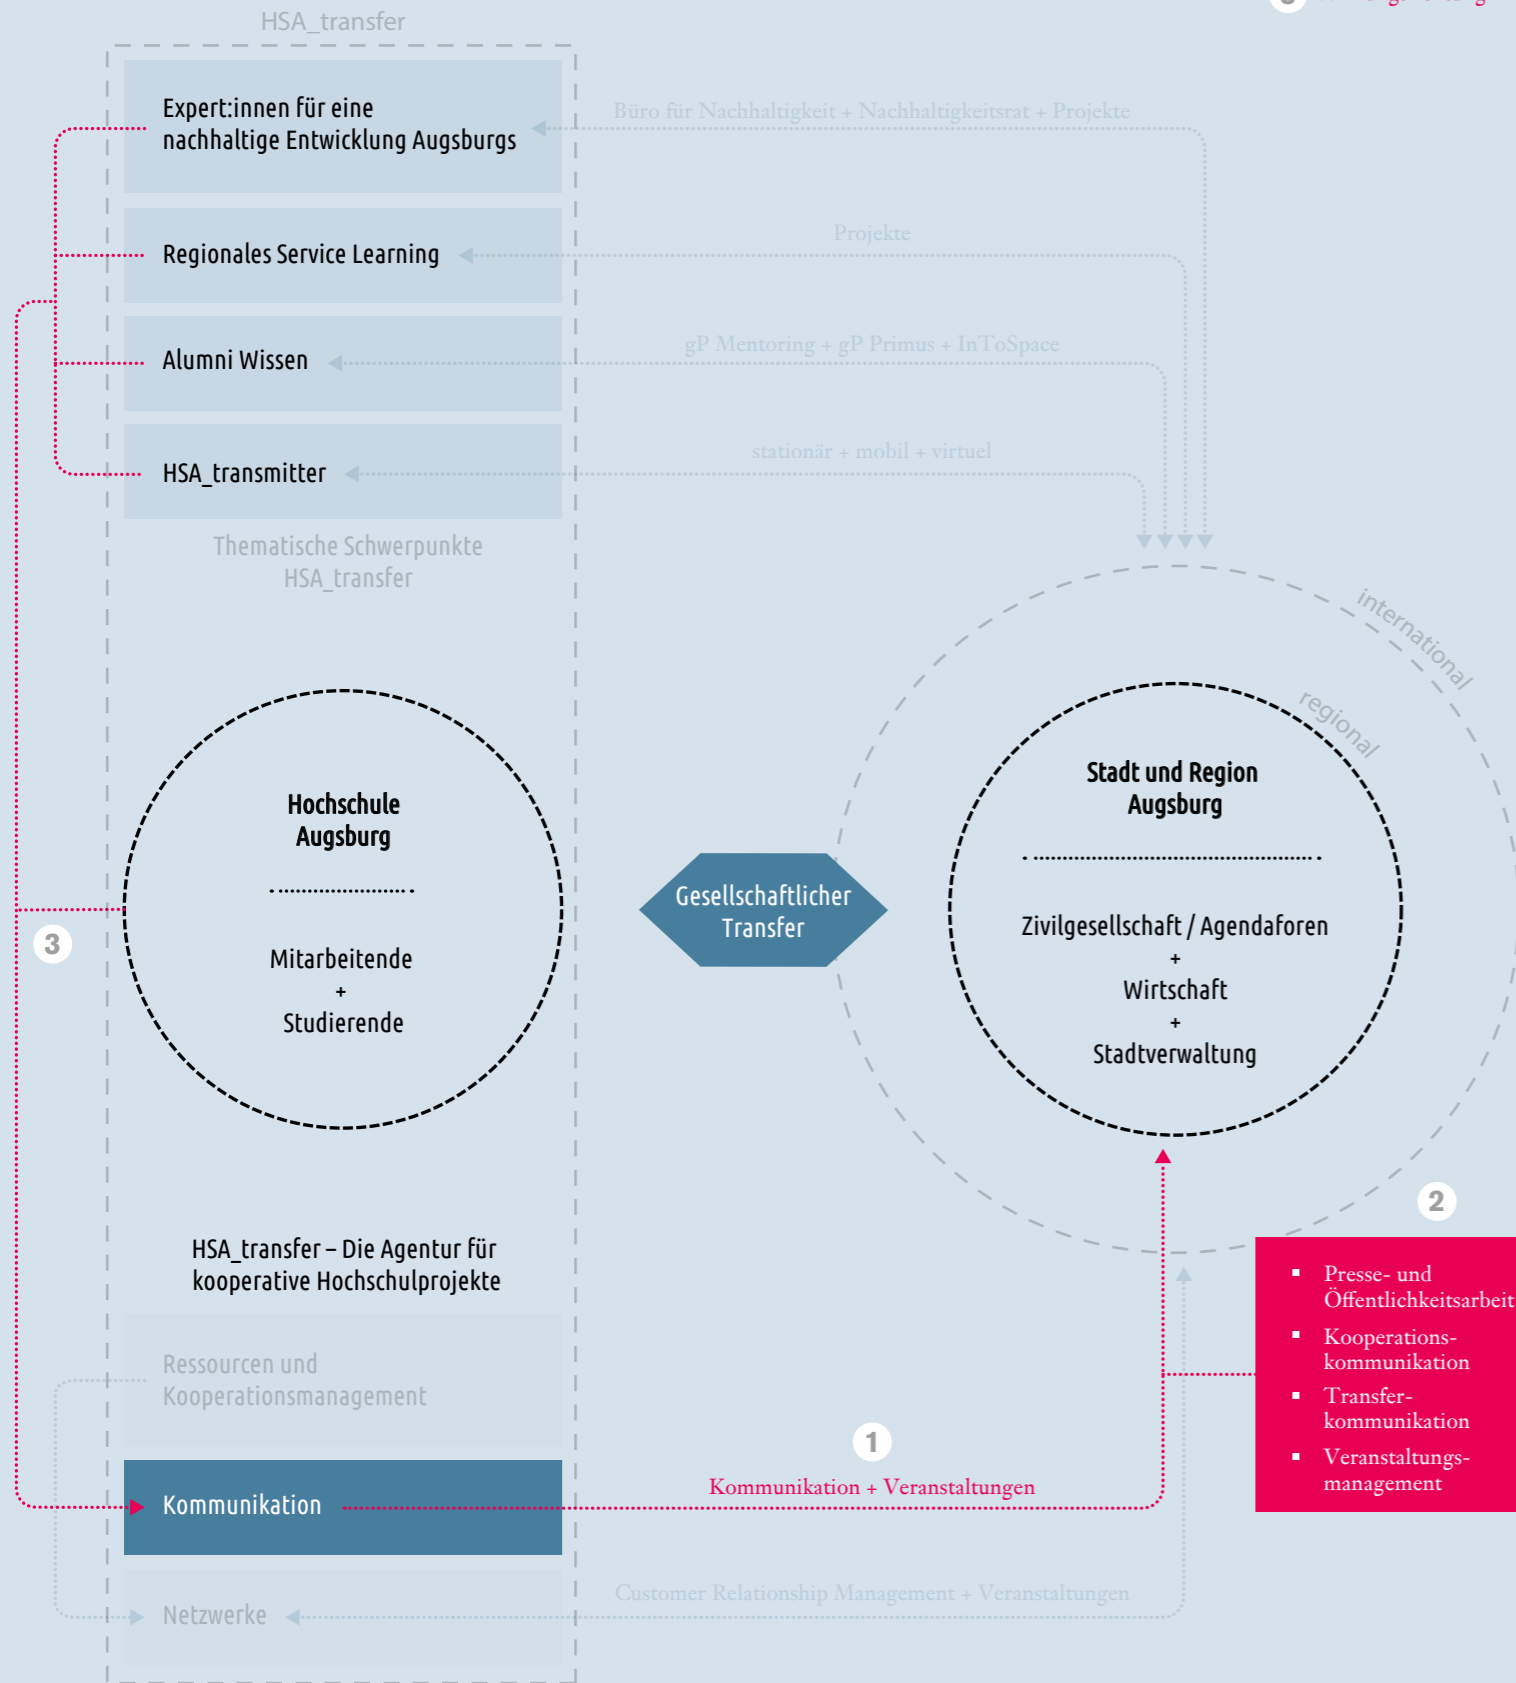 HSA_transfer
Expert:innen für eine
nachhaltige Entwicklung Augsburgs
Büro für Nachhaltigkeit + Nachhaltigkeitsrat + Projekte
Regionales Service Learning
Projekte
Alumni Wissen
gP Mentoring + gP Primus + InToSpace
HSA_transmitter
stationär + mobil + virtuel
Thematische Schwerpunkte
HSA_transfer
international
regional
Hochschule
Augsburg
Mitarbeitende
+
Studierende
3
Gesellschaftlicher
Transfer
Stadt und Region
Augsburg
Zivilgesellschaft / Agendaforen
+
Wirtschaft
+
Stadtverwaltung
HSA_transfer – Die Agentur für
kooperative Hochschulprojekte
2
Presse- und
Öffentlichkeitsarbeit
Kooperations-
kommunikation
Transfer-
kommunikation
Veranstaltungs-
management
Ressourcen und
Kooperationsmanagement
1
Kommunikation
Kommunikation + Veranstaltungen
Netzwerke
Customer Relationship Management + Veranstaltungen